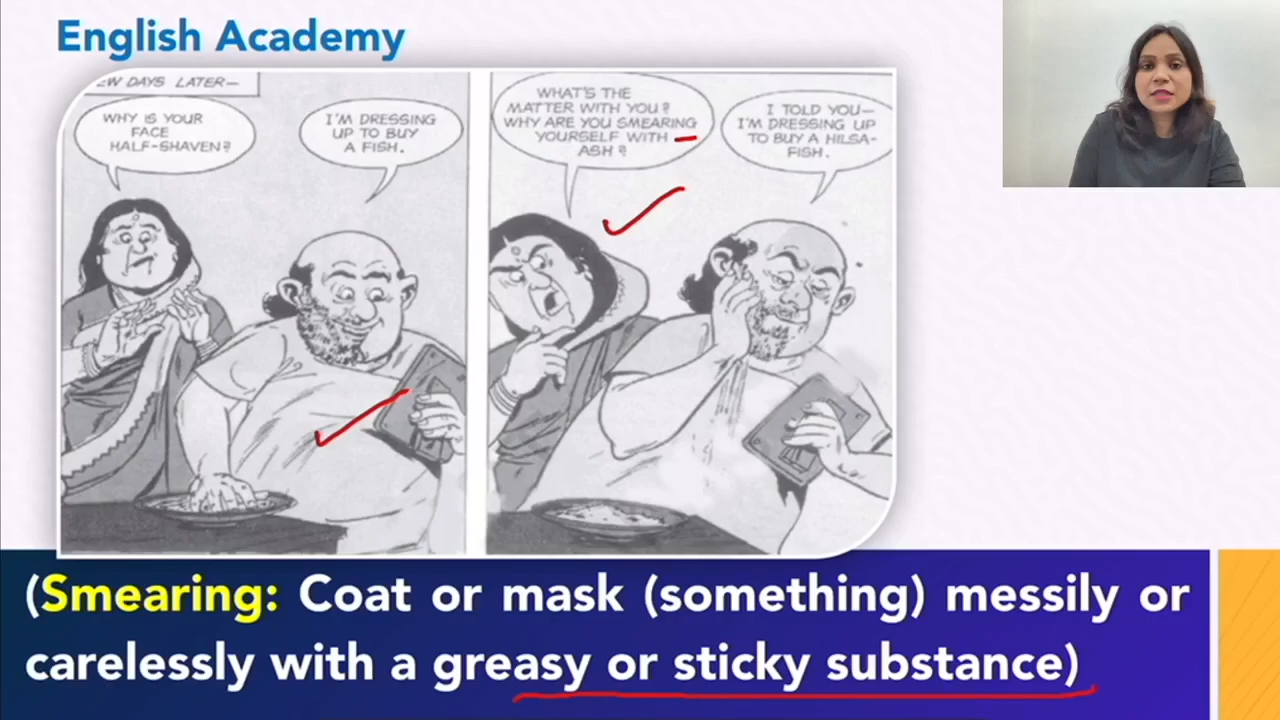 English Academy
EW DAYS LATER—
WHY IS YOUR
FACE
HALF-SHAVEN?
I'M DRESSING
UP TO BUY
A FISH.
WHAT'S THE
MATTER WITH YOU?
WHY ARE YOU SMEARING
YOURSELF WITH
ASH?
I TOLD YOU—
I'M DRESSING UP
TO BUY A HILSA-
FISH.
(Smearing: Coat or mask (something) messily or
carelessly with a greasy or sticky substance)